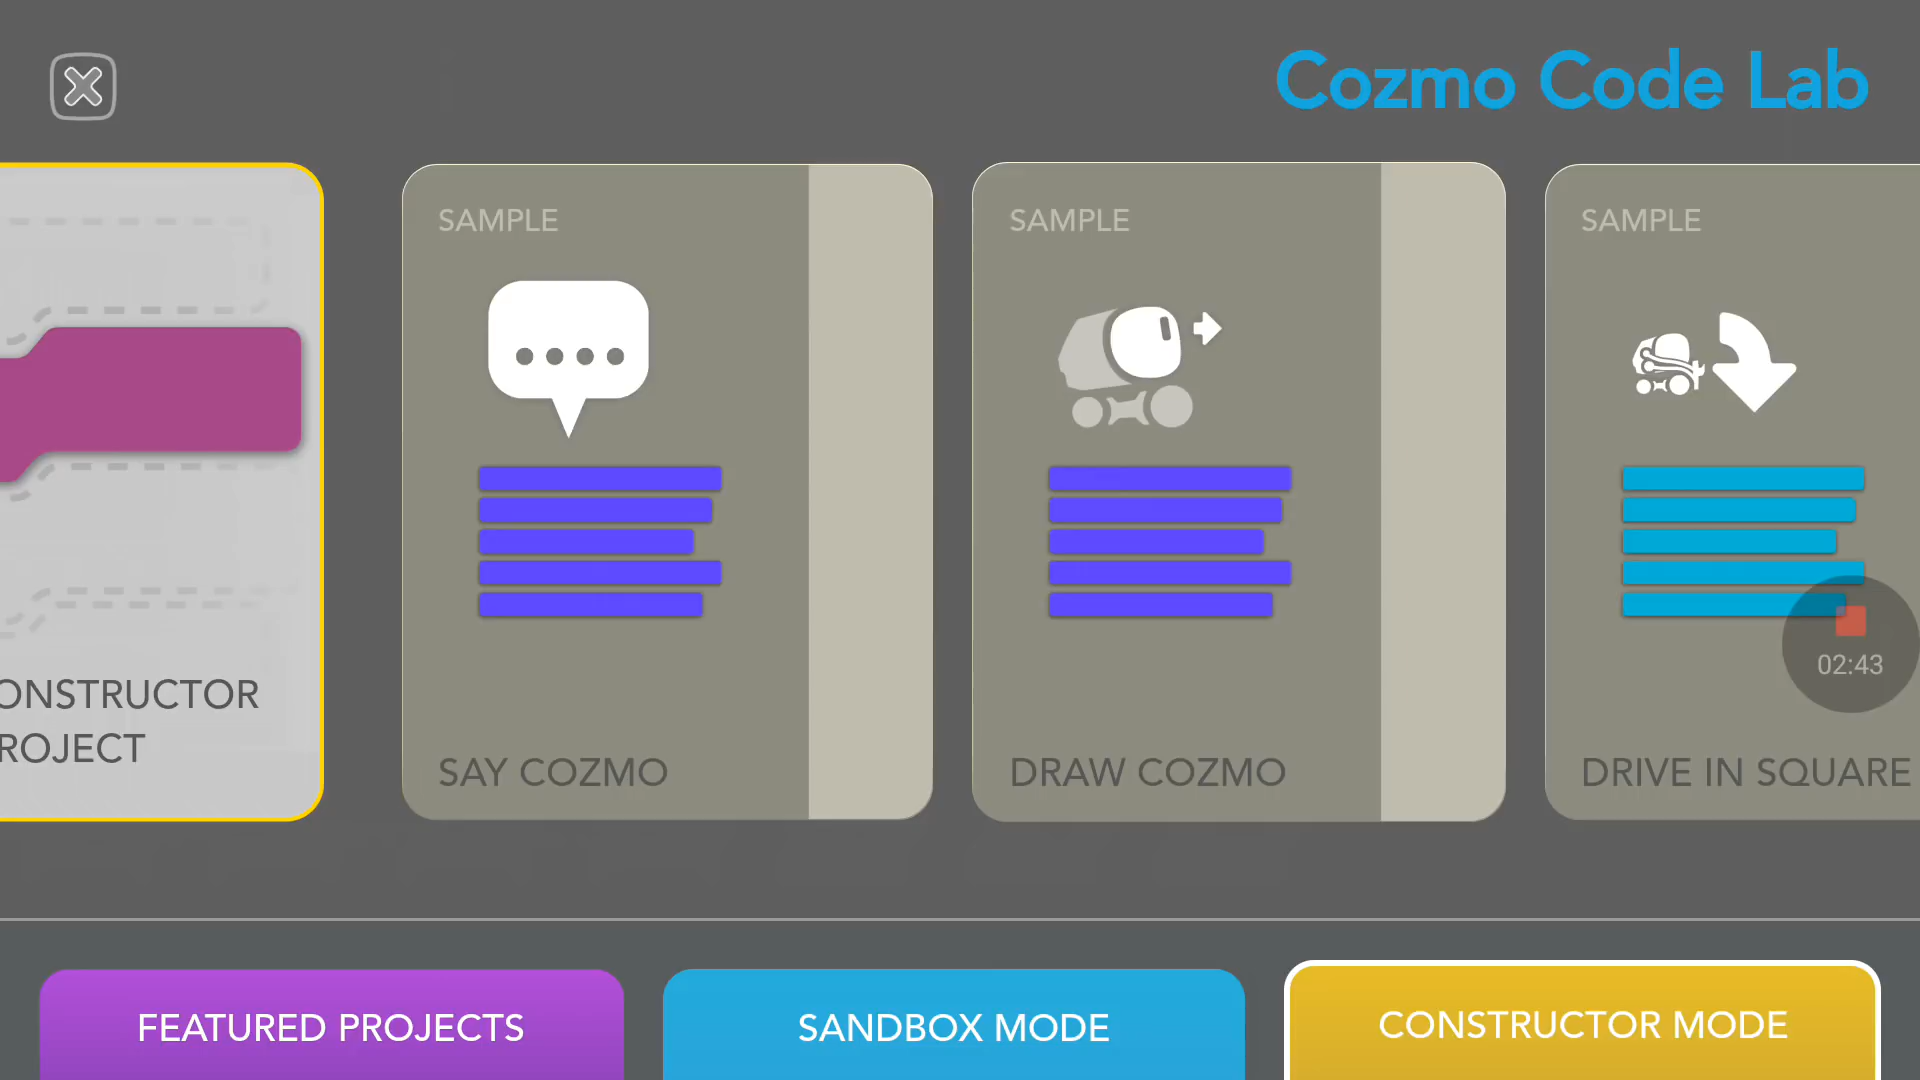 Cozmo Code Lab
ONSTRUCTOR
ROJECT
SAMPLE
SAY COZMO
SAMPLE
DRAW COZMO
SAMPLE
DRIVE IN SQUARE
02:43
FEATURED PROJECTS
SANDBOX MODE
CONSTRUCTOR MODE